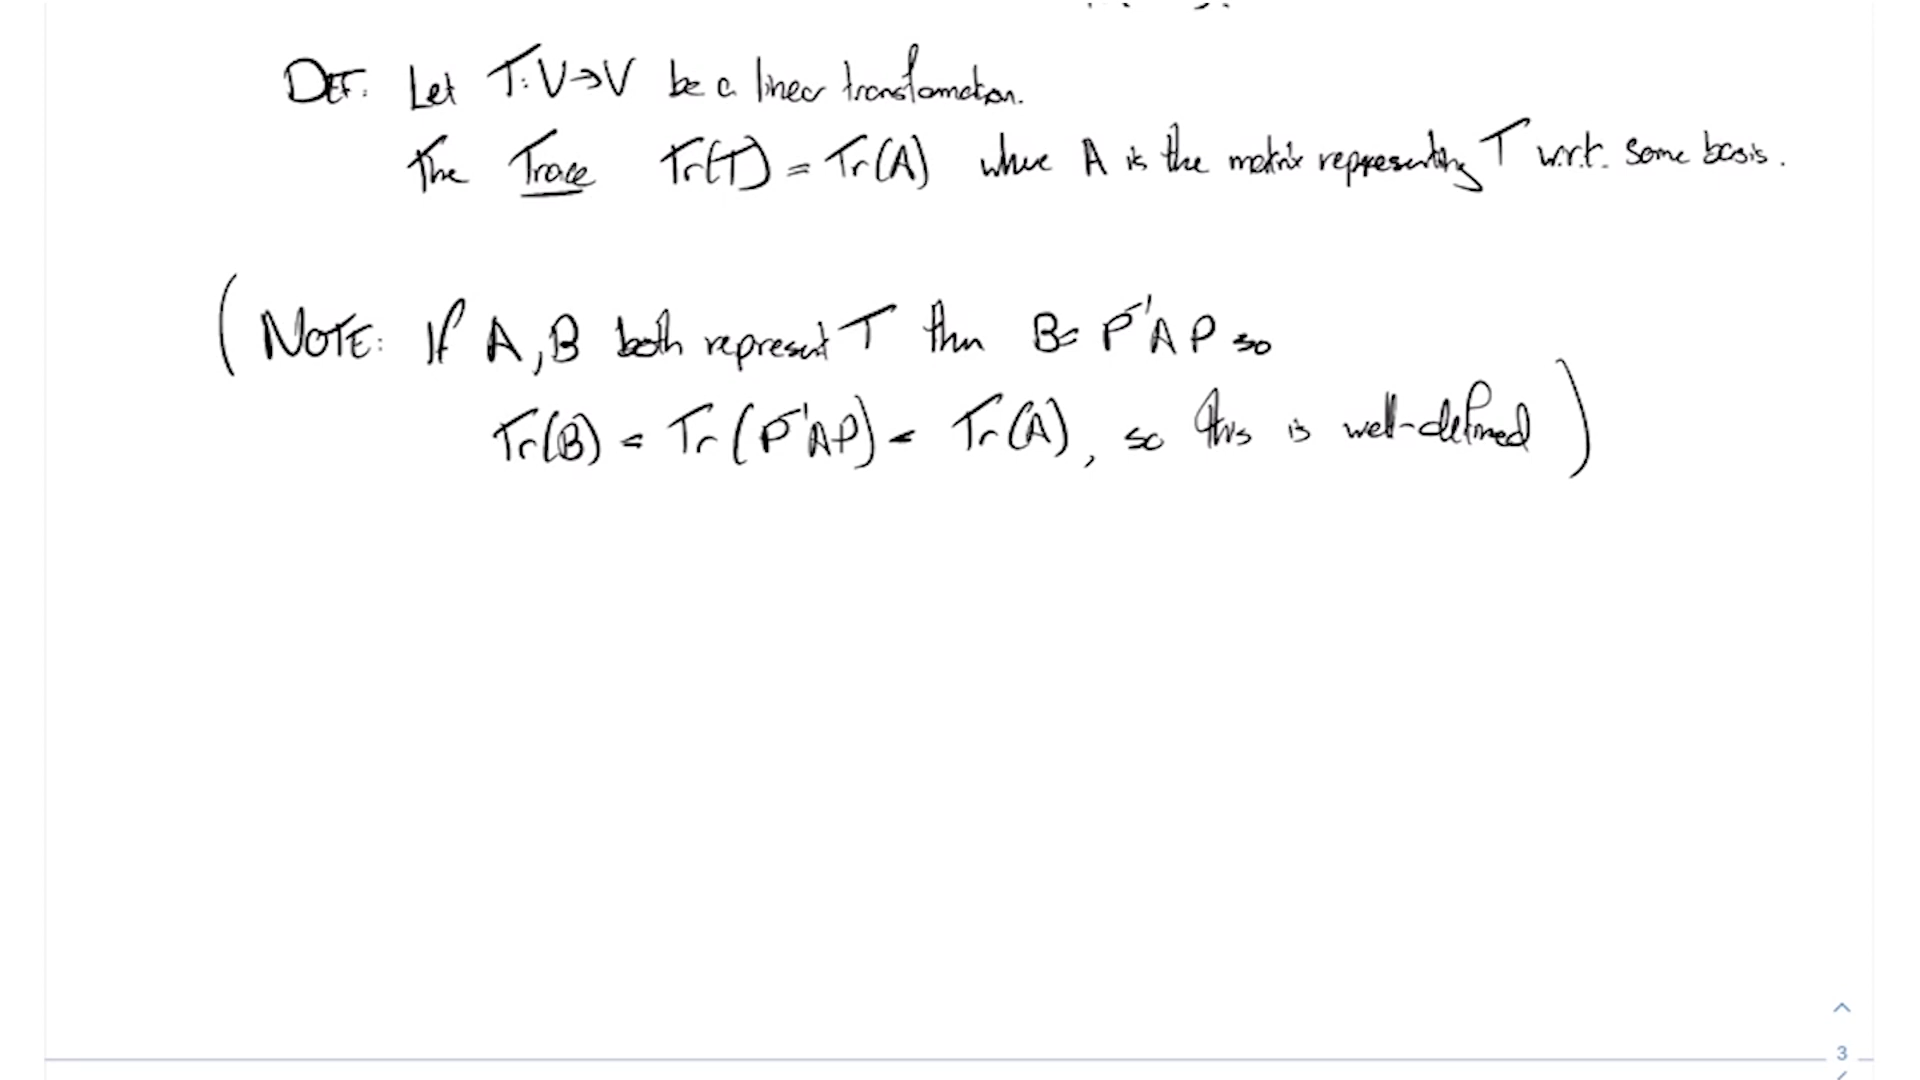 DEF: Let T: V→V be a linear transformation.
The Trace Tr(T) = Tr(A) where A is the matrix representing T w.r.t. some basis.
(NOTE: If A, B both represent T then B = P⁻¹AP so
Tr(B) = Tr(P⁻¹AP) = Tr(A), so this is well-defined)
3